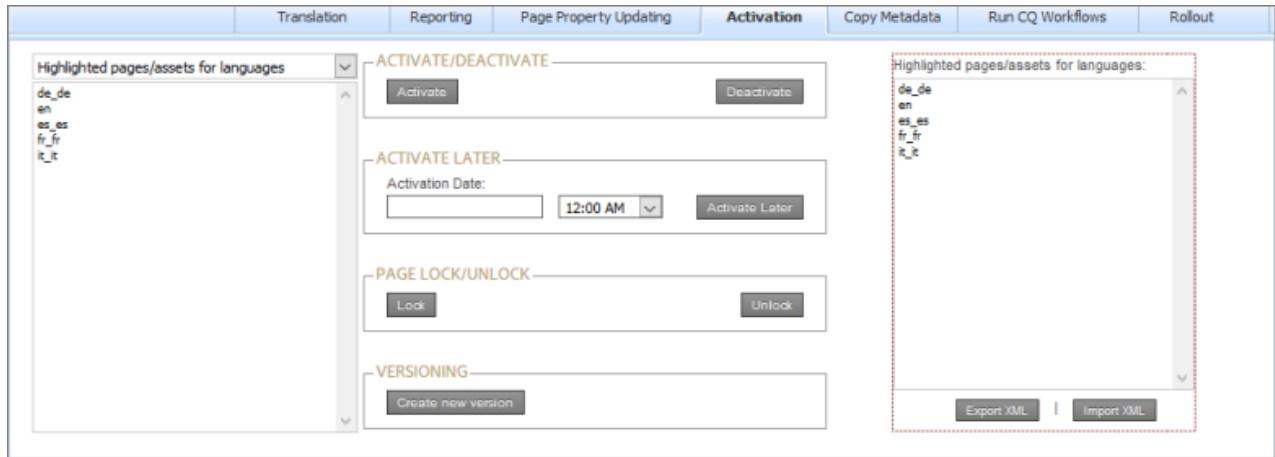 Translation Reporting Page Property Updating Activation Copy Metadata Run CQ Workflows Rollout
Highlighted pages/assets for languages
de_de
en
es_es
fr_fr
it_it
ACTIVATE/DEACTIVATE
Activate Deactivate
ACTIVATE LATER
Activation Date:
12:00 AM Activate Later
PAGE LOCK/UNLOCK
Lock Unlock
VERSIONING
Create new version
Highlighted pages/assets for languages:
de_de
en
es_es
fr_fr
it_it
Export XML | Import XML